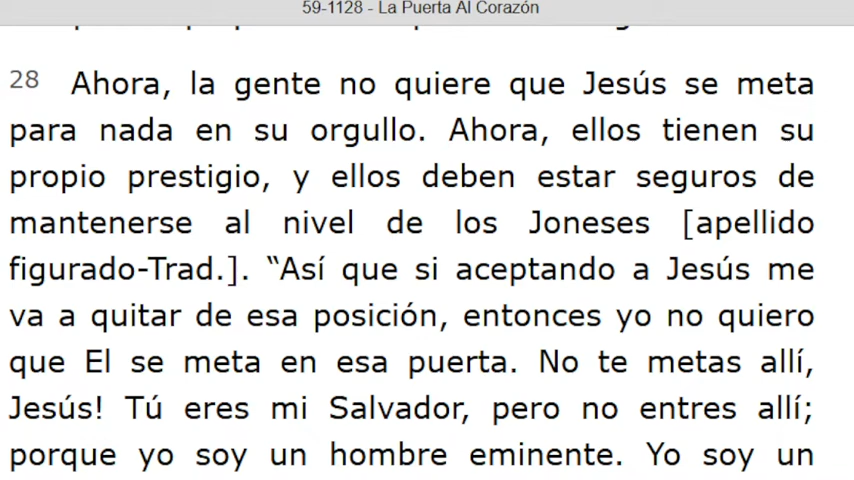 59-1128 - La Puerta Al Corazón
28 Ahora, la gente no quiere que Jesús se meta
para nada en su orgullo. Ahora, ellos tienen su
propio prestigio, y ellos deben estar seguros de
mantenerse al nivel de los Joneses [apellido
figurado-Trad.]. “Así que si aceptando a Jesús me
va a quitar de esa posición, entonces yo no quiero
que El se meta en esa puerta. No te metas allí,
Jesús! Tú eres mi Salvador, pero no entres allí;
porque yo soy un hombre eminente. Yo soy un